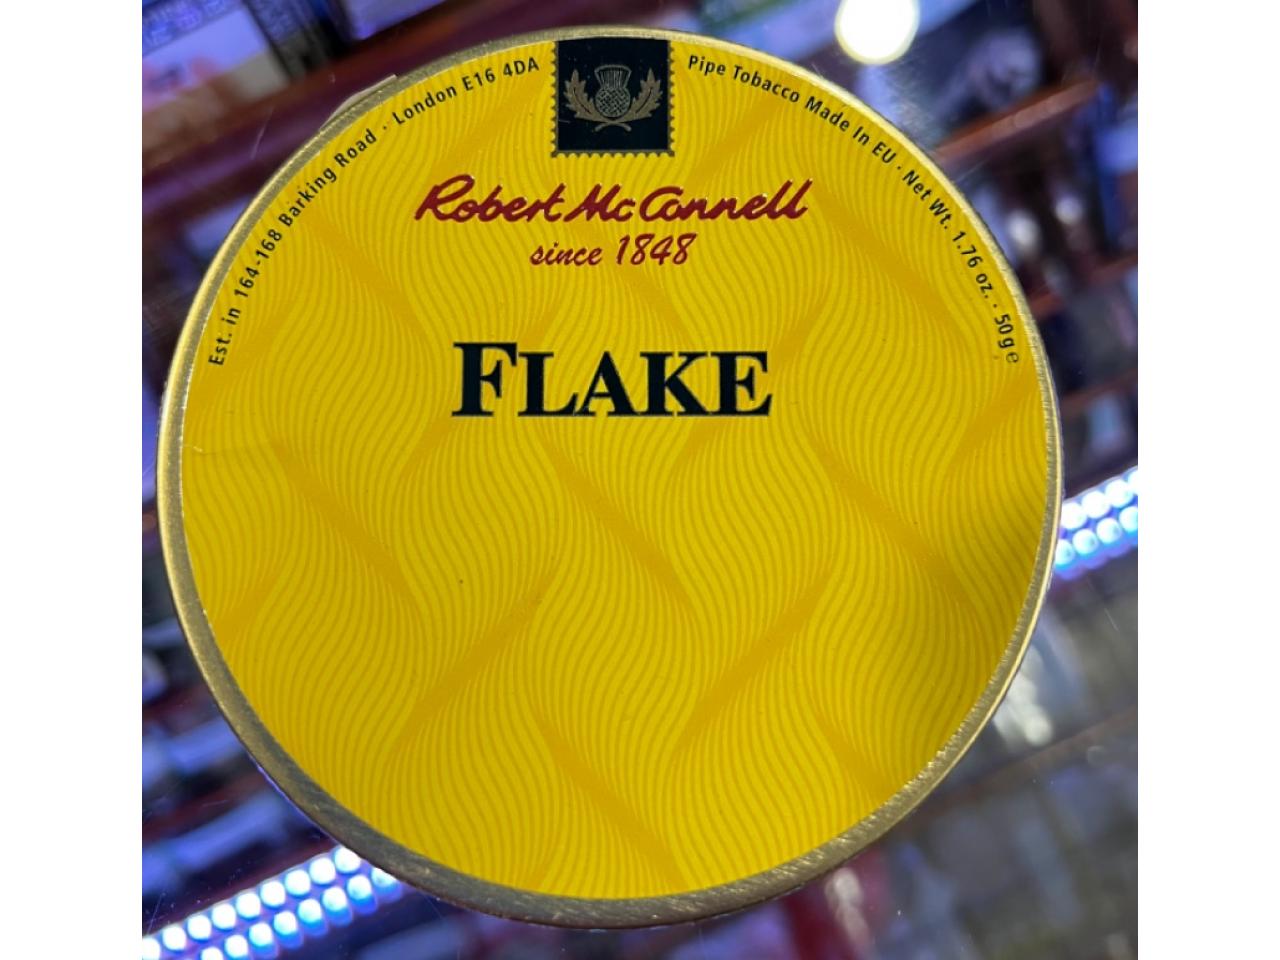 Est. in 164-168 Barking Road · London E16 4DA
Pipe Tobacco Made In EU · Net Wt. 1.76 oz. · 50g e
Robert McConnell
since 1848
FLAKE